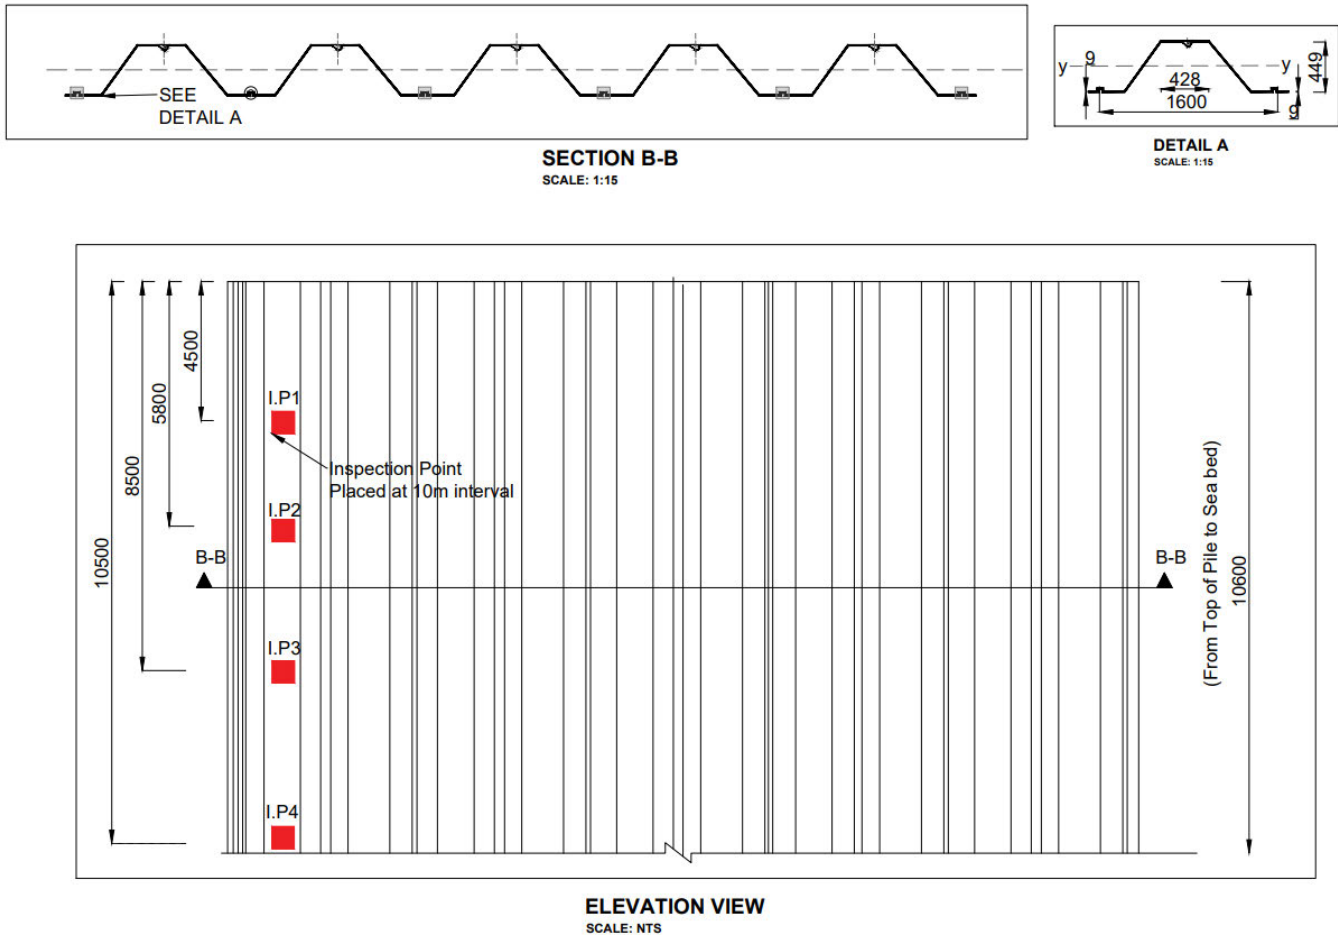 SEE
DETAIL A
SECTION B-B
SCALE: 1:15
y
9
y
428
1600
449
9
DETAIL A
SCALE: 1:15
4500
5800
8500
10500
I.P1
Inspection Point
Placed at 10m interval
I.P2
B-B
B-B
I.P3
I.P4
(From Top of Pile to Sea bed)
10600
ELEVATION VIEW
SCALE: NTS